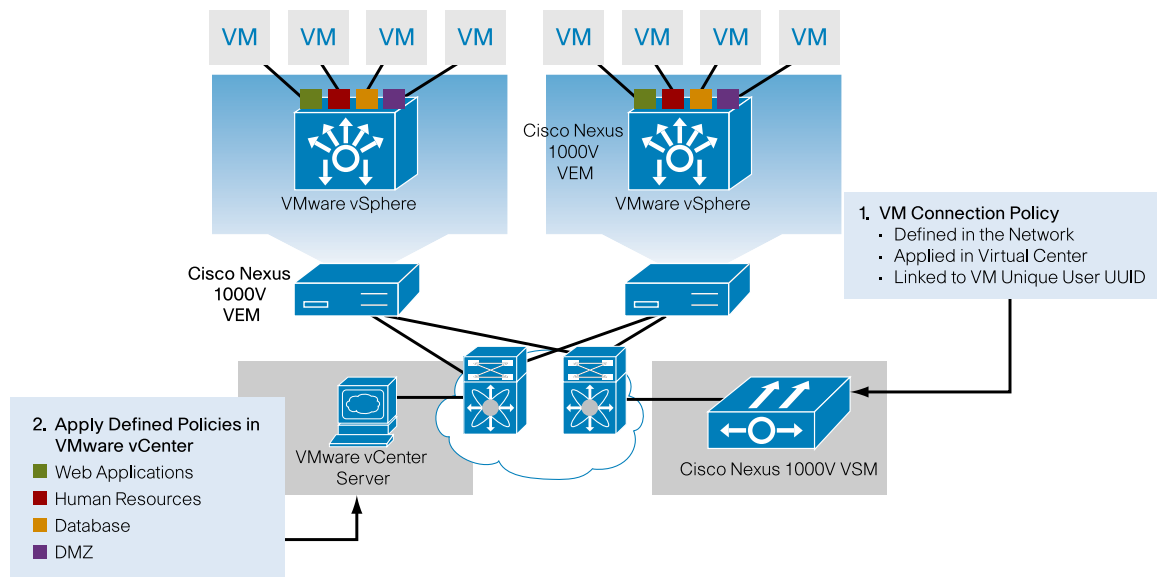 VM VM VM VM
VM VM VM VM
Cisco Nexus
1000V
VEM
VMware vSphere
VMware vSphere
1. VM Connection Policy
· Defined in the Network
· Applied in Virtual Center
· Linked to VM Unique User UUID
Cisco Nexus
1000V
VEM
2. Apply Defined Policies in
VMware vCenter
Web Applications
Human Resources
Database
DMZ
VMware vCenter
Server
Cisco Nexus 1000V VSM